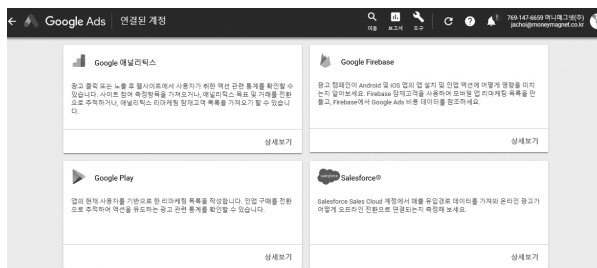 Google Ads 연결된 계정
이동 보고서 도구
769-147-6659 머니매그넷(주)
jachoi@moneymagnet.co.kr
Google 애널리틱스
광고 클릭 또는 노출 후 웹사이트에서 사용자가 취한 액션 관련 통계를 확인할 수
있습니다. 사이트 참여 측정항목을 가져오거나, 애널리틱스 목표 및 거래를 전환
으로 추적하거나, 애널리틱스 리마케팅 잠재고객 목록을 가져오기 할 수 있습니
다.
상세보기
Google Firebase
광고 캠페인이 Android 및 iOS 앱의 앱 설치 및 인앱 액션에 어떻게 영향을 미치
는지 알아보세요. Firebase 잠재고객을 사용하여 모바일 앱 리마케팅 목록을 만
들고, Firebase에서 Google Ads 비용 데이터를 참조하세요.
상세보기
Google Play
앱의 현재 사용자를 기반으로 한 리마케팅 목록을 작성합니다. 인앱 구매를 전환
으로 추적하여 액션을 유도하는 광고 관련 통계를 확인할 수 있습니다.
상세보기
Salesforce®
Salesforce Sales Cloud 계정에서 매출 유입경로 데이터를 가져와 온라인 광고가
어떻게 오프라인 전환으로 연결되는지 측정해 보세요.
상세보기